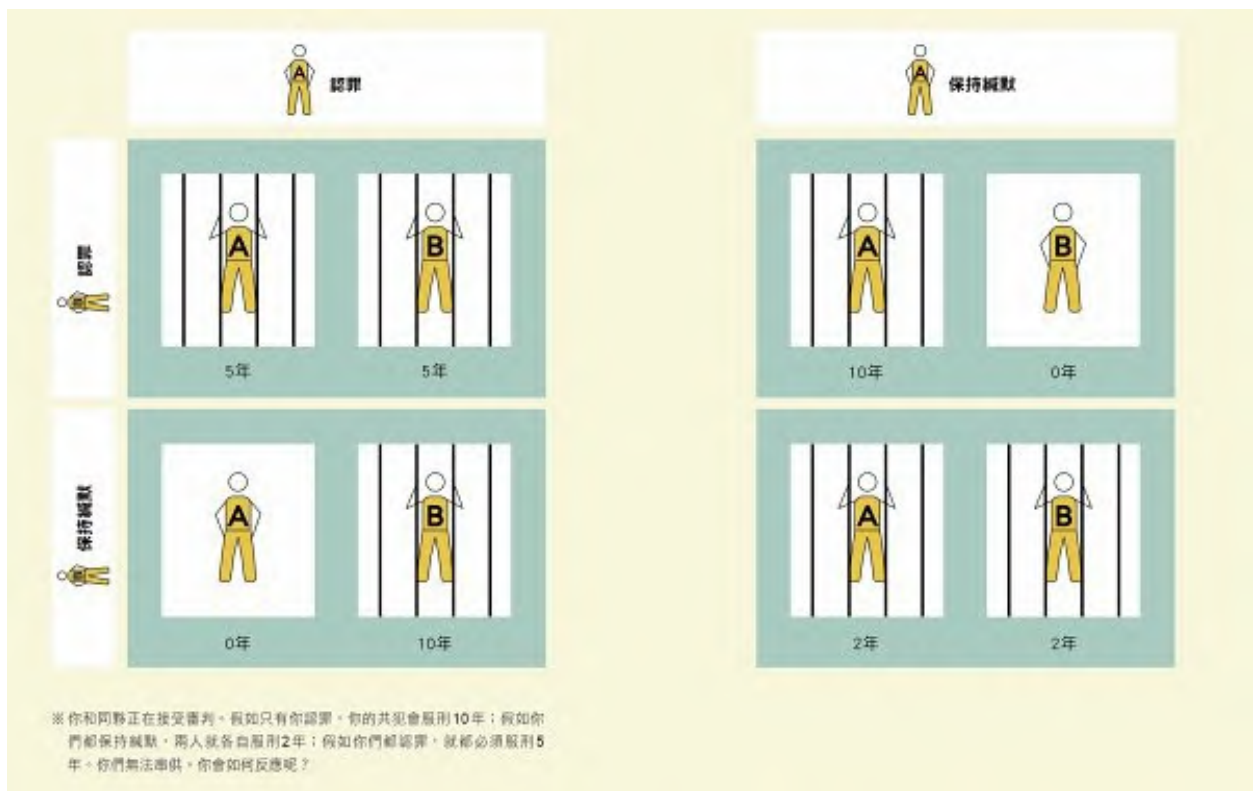 A 認罪
A 保持緘默
認罪
A B
5年 5年
A B
10年 0年
保持緘默
A B
0年 10年
A B
2年 2年
※ 你和同夥正在接受審判。假如只有你認罪，你的共犯會服刑10年；假如你
們都保持緘默，兩人就各自服刑2年；假如你們都認罪，就都必須服刑5
年。你們無法串供。你會如何反應呢？